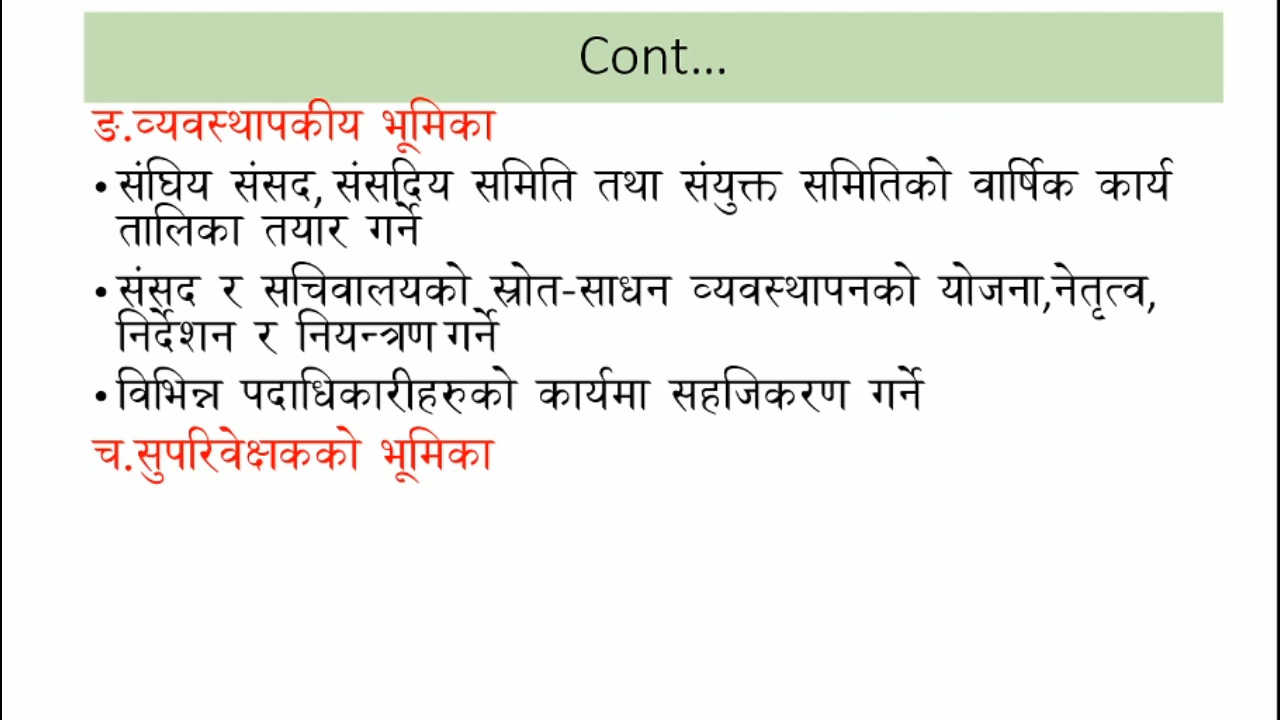 Cont...
ङ.व्यवस्थापकीय भूमिका
• संघिय संसद, संसदिय समिति तथा संयुक्त समितिको वार्षिक कार्य
तालिका तयार गर्ने
• संसद र सचिवालयको स्रोत-साधन व्यवस्थापनको योजना,नेतृत्व,
निर्देशन र नियन्त्रण गर्ने
• विभिन्न पदाधिकारीहरुको कार्यमा सहजिकरण गर्ने
च.सुपरिवेक्षकको भूमिका